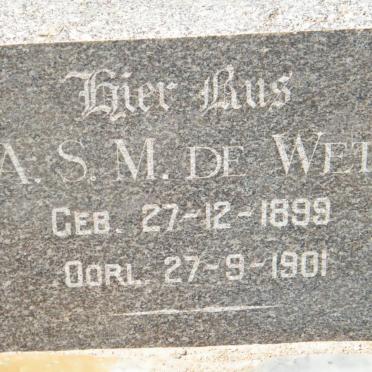 Hier Rus
A. S. M. DE WET
GEB. 27-12-1899
OORL. 27-9-1901